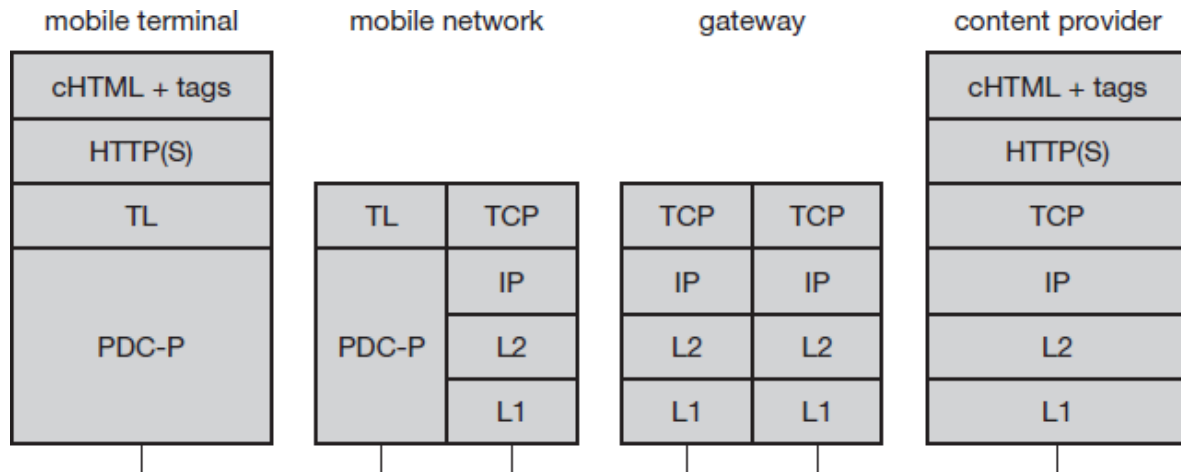 mobile terminal mobile network gateway content provider
cHTML + tags cHTML + tags
HTTP(S) HTTP(S)
TL TL TCP TCP TCP TCP
IP IP IP IP
PDC-P PDC-P L2 L2 L2 L2
L1 L1 L1 L1